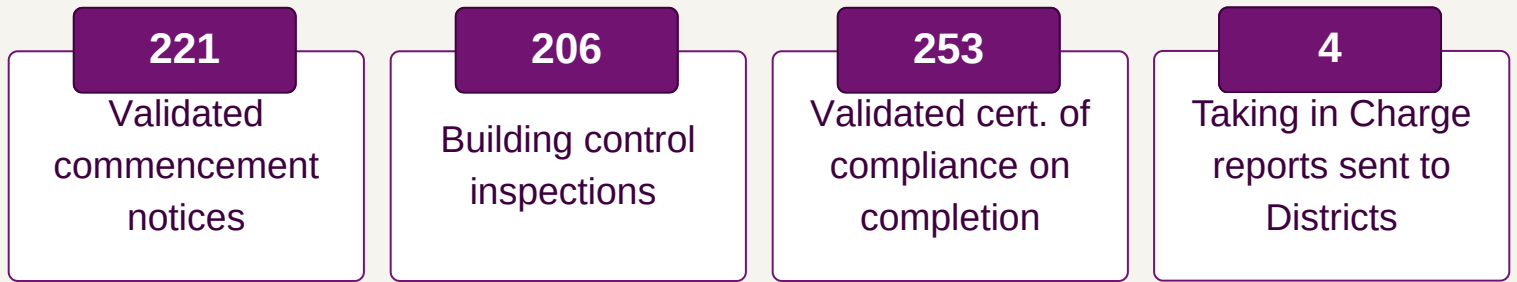 221
Validated
commencement
notices
206
Building control
inspections
253
Validated cert. of
compliance on
completion
4
Taking in Charge
reports sent to
Districts